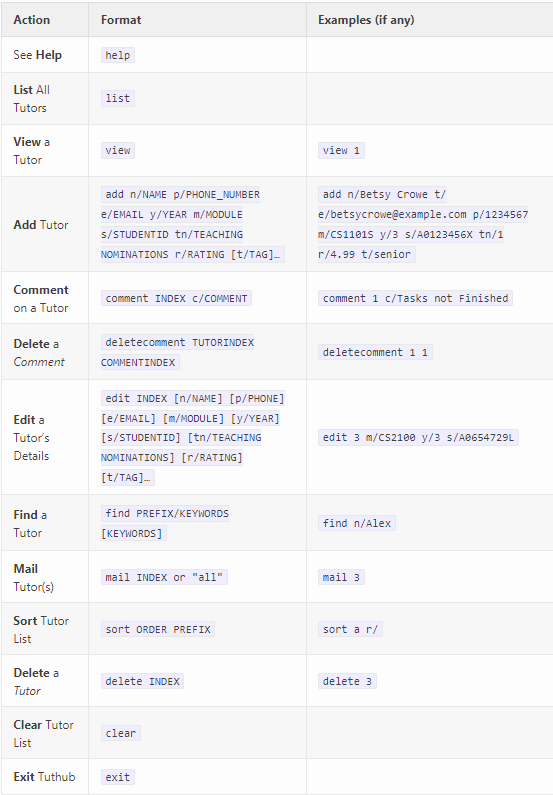 Action Format Examples (if any)
See Help help
List All
Tutors
list
View a
Tutor
view
view 1
Add Tutor
add n/NAME p/PHONE_NUMBER
e/EMAIL y/YEAR m/MODULE
s/STUDENTID tn/TEACHING
NOMINATIONS r/RATING [t/TAG]…
add n/Betsy Crowe t/
e/betsycrowe@example.com p/1234567
m/CS1101S y/3 s/A0123456X tn/1
r/4.99 t/senior
Comment
on a Tutor
comment INDEX c/COMMENT
comment 1 c/Tasks not Finished
Delete a
Comment
deletecomment TUTORINDEX
COMMENTINDEX
deletecomment 1 1
Edit a
Tutor's
Details
edit INDEX [n/NAME] [p/PHONE]
[e/EMAIL] [m/MODULE] [y/YEAR]
[s/STUDENTID] [tn/TEACHING
NOMINATIONS] [r/RATING]
[t/TAG]…
edit 3 m/CS2100 y/3 s/A0654729L
Find a
Tutor
find PREFIX/KEYWORDS
[KEYWORDS]
find n/Alex
Mail
Tutor(s)
mail INDEX or "all"
mail 3
Sort Tutor
List
sort ORDER PREFIX
sort a r/
Delete a
Tutor
delete INDEX
delete 3
Clear Tutor
List
clear
Exit Tuthub exit